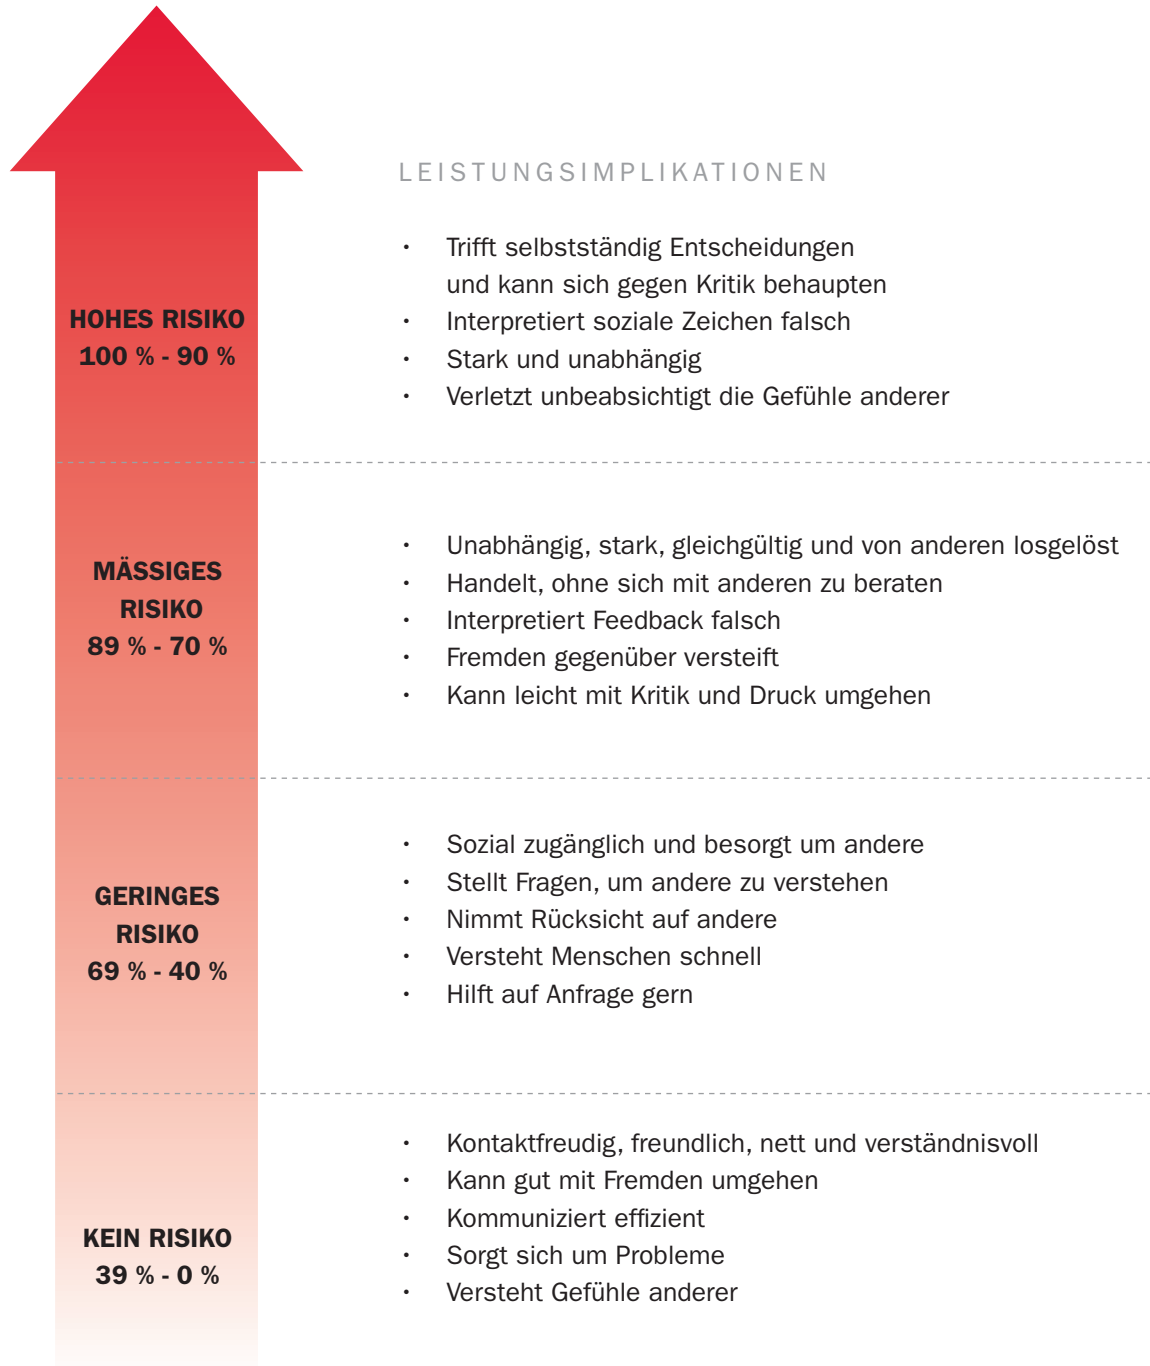 LEISTUNGSIMPLIKATIONEN
HOHES RISIKO
100 % - 90 %
• Trifft selbstständig Entscheidungen
und kann sich gegen Kritik behaupten
• Interpretiert soziale Zeichen falsch
• Stark und unabhängig
• Verletzt unbeabsichtigt die Gefühle anderer
MÄSSIGES
RISIKO
89 % - 70 %
• Unabhängig, stark, gleichgültig und von anderen losgelöst
• Handelt, ohne sich mit anderen zu beraten
• Interpretiert Feedback falsch
• Fremden gegenüber versteift
• Kann leicht mit Kritik und Druck umgehen
GERINGES
RISIKO
69 % - 40 %
• Sozial zugänglich und besorgt um andere
• Stellt Fragen, um andere zu verstehen
• Nimmt Rücksicht auf andere
• Versteht Menschen schnell
• Hilft auf Anfrage gern
KEIN RISIKO
39 % - 0 %
• Kontaktfreudig, freundlich, nett und verständnisvoll
• Kann gut mit Fremden umgehen
• Kommuniziert effizient
• Sorgt sich um Probleme
• Versteht Gefühle anderer